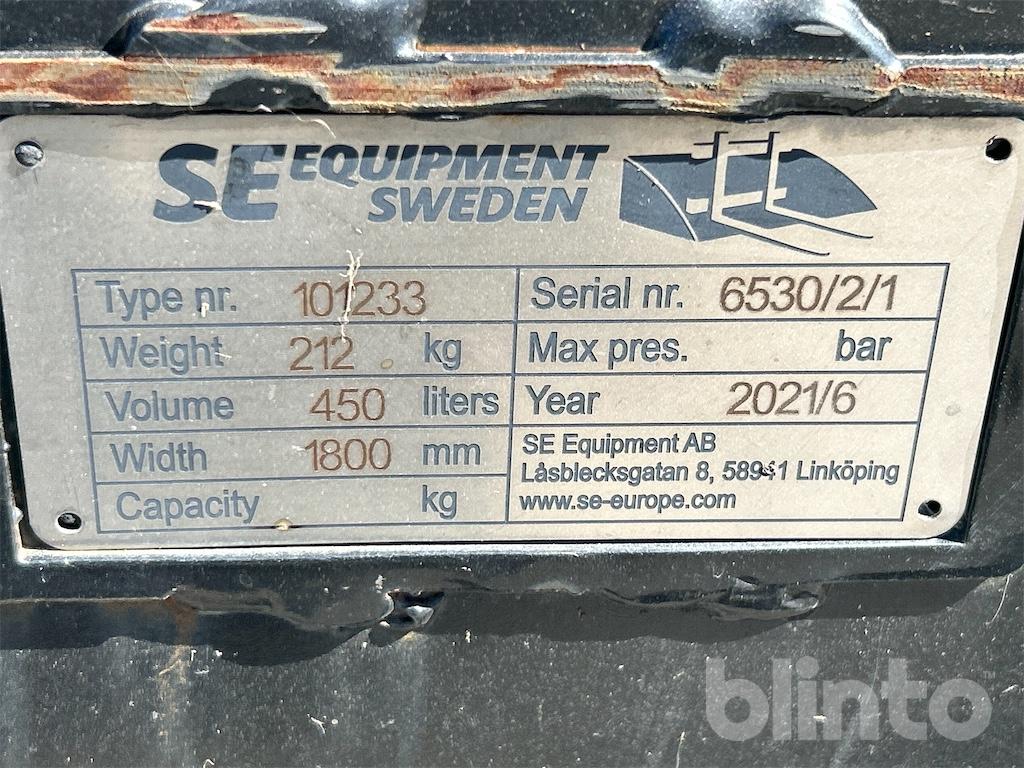 SE EQUIPMENT
SWEDEN
Type nr. 101233
Serial nr. 6530/2/1
Weight 212 kg
Max pres. bar
Volume 450 liters
Year 2021/6
Width 1800 mm
SE Equipment AB
Låsblecksgatan 8, 58941 Linköping
www.se-europe.com
Capacity kg
blinto™